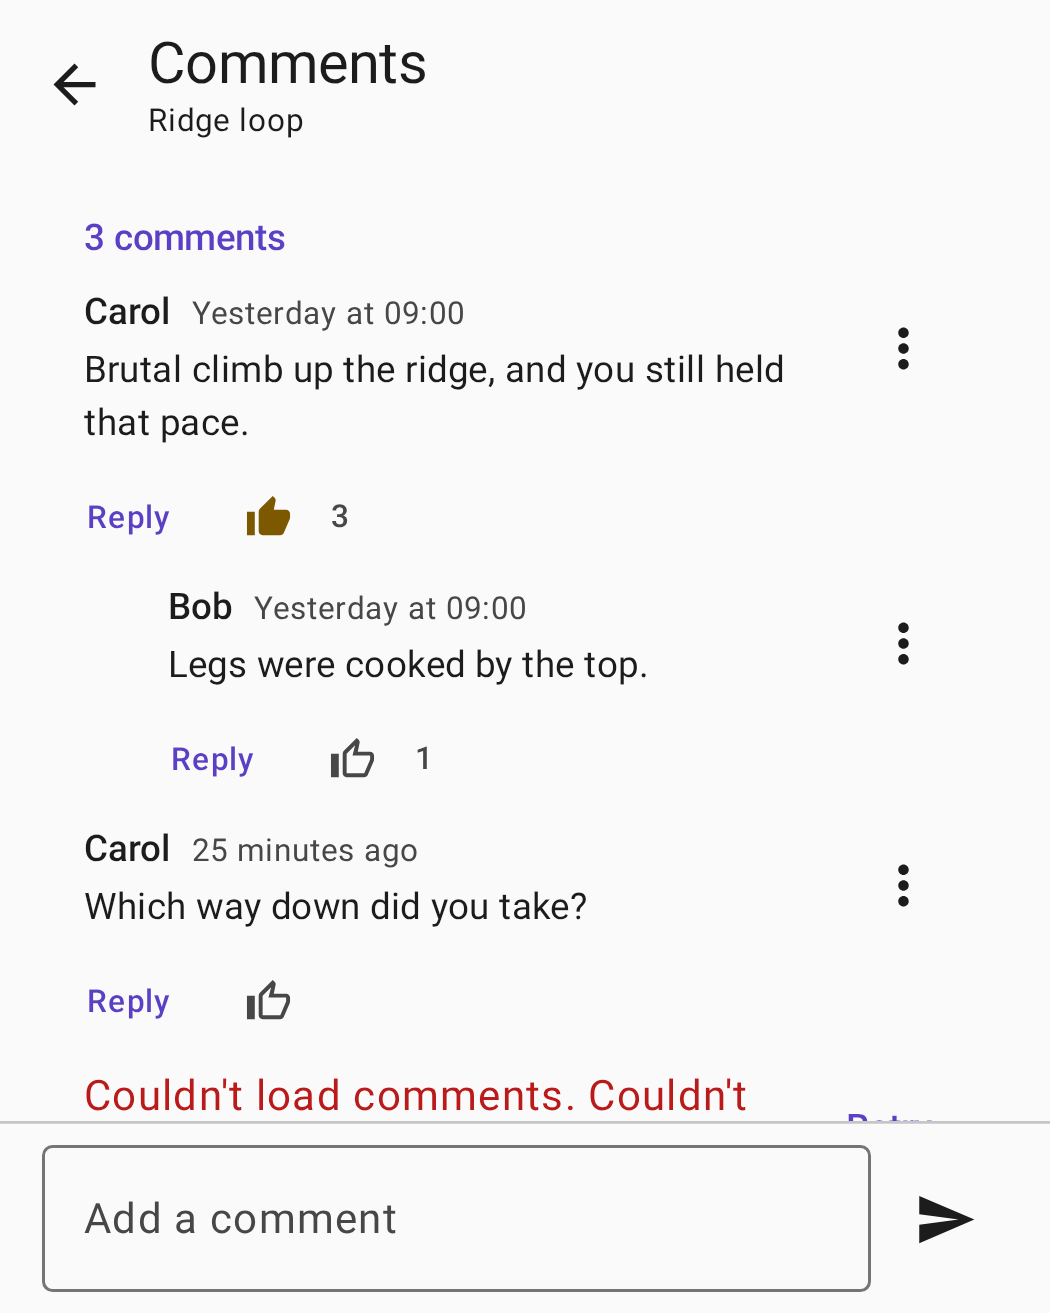 Comments
Ridge loop
3 comments
Carol Yesterday at 09:00
Brutal climb up the ridge, and you still held
that pace.
Reply 3
Bob Yesterday at 09:00
Legs were cooked by the top.
Reply 1
Carol 25 minutes ago
Which way down did you take?
Reply
Couldn't load comments. Couldn't
Add a comment